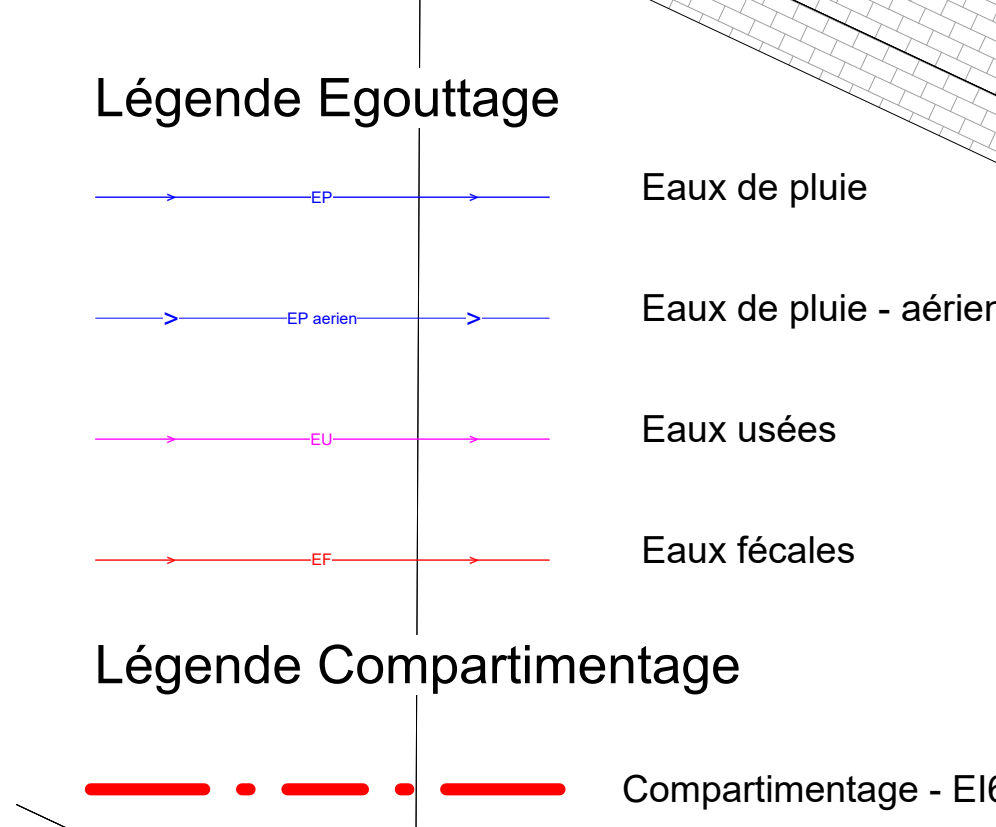 Légende Egouttage
EP Eaux de pluie
EP aerien Eaux de pluie - aérien
EU Eaux usées
EF Eaux fécales
Légende Compartimentage
Compartimentage - EI6